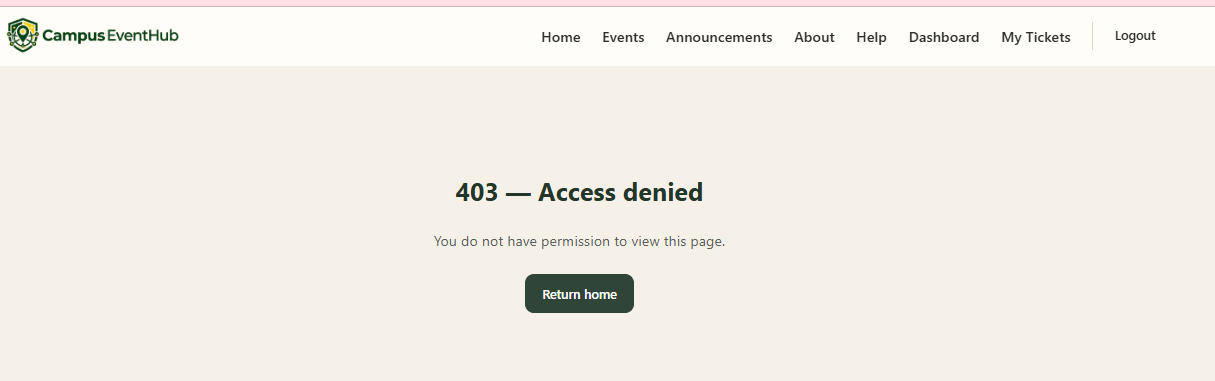 Campus EventHub
Home Events Announcements About Help Dashboard My Tickets Logout
403 — Access denied
You do not have permission to view this page.
Return home